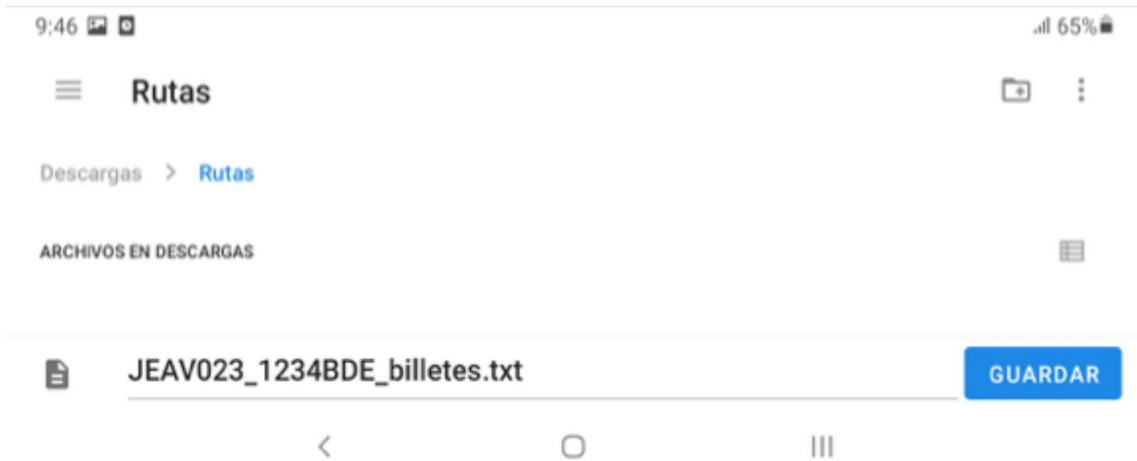 9:46 65%
Rutas
Descargas > Rutas
ARCHIVOS EN DESCARGAS
JEAV023_1234BDE_billetes.txt GUARDAR